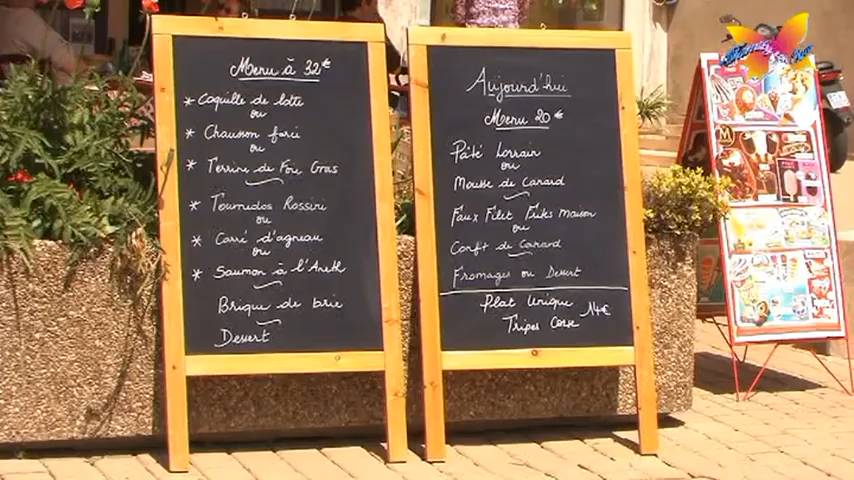 Menu à 32€
* Coquille de lotte
ou
* Chausson farci
ou
* Terrine de Foie Gras
* Tournedos Rossini
ou
* Carré d'agneau
ou
* Saumon à l'Aneth
Brique de brie
Dessert
Aujourd'hui
Menu 20€
Pâté Lorrain
ou
Mousse de Canard
Faux Filet Frites maison
ou
Confit de Canard
Fromages ou Dessert
Plat Unique 14€
Tripes